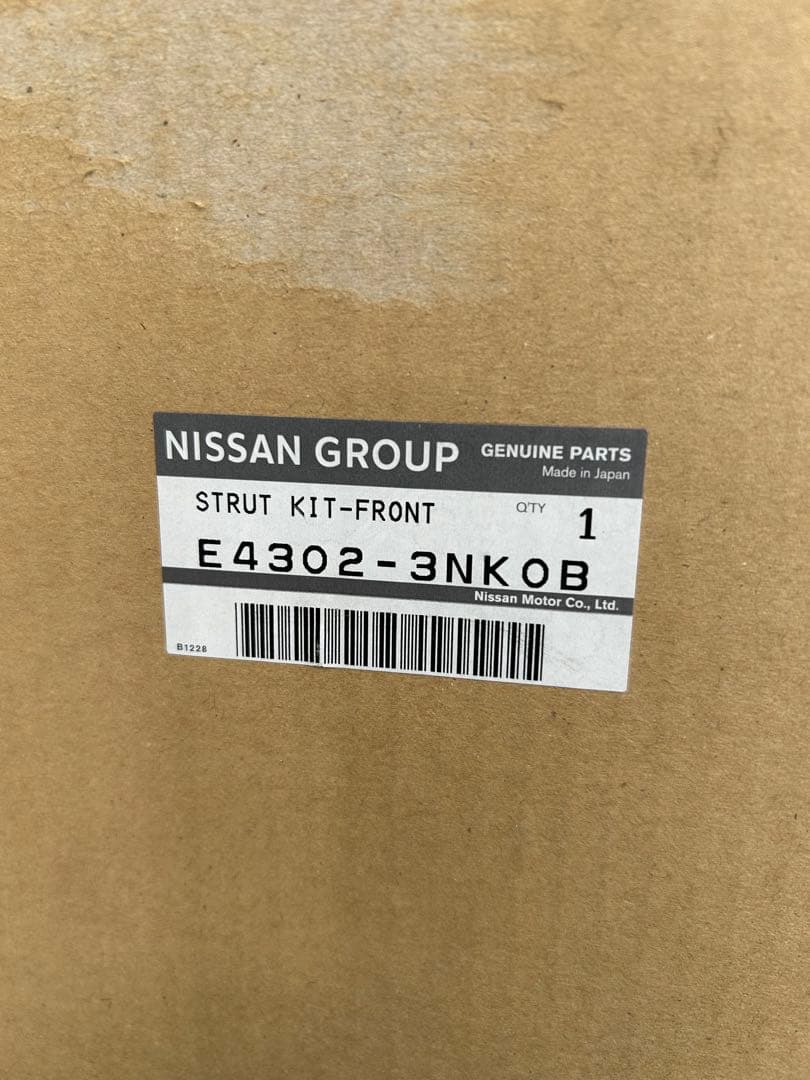 NISSAN GROUP GENUINE PARTS
Made in Japan
STRUT KIT-FRONT Q'TY 1
E4302-3NK0B
Nissan Motor Co., Ltd.
B1228